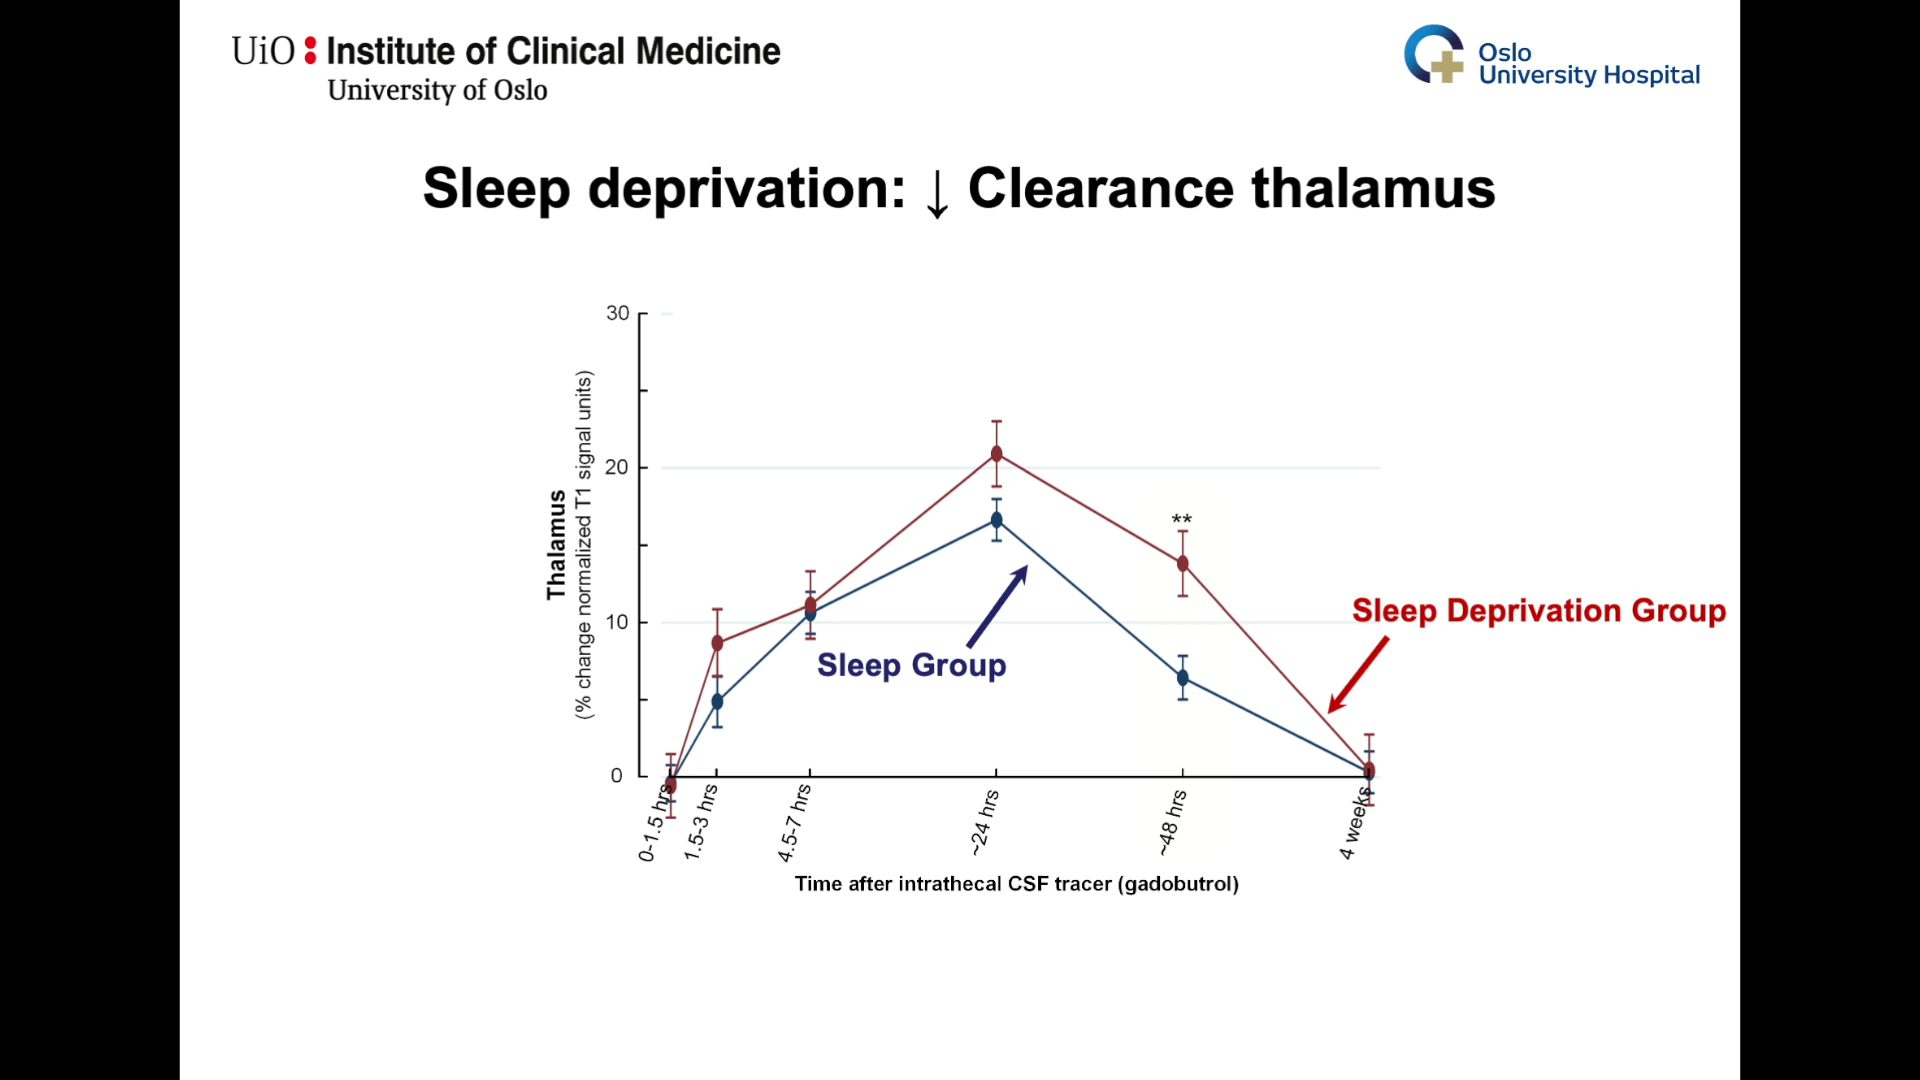 UiO : Institute of Clinical Medicine
University of Oslo
Oslo
University Hospital
Sleep deprivation: ↓ Clearance thalamus
Thalamus
(% change normalized T1 signal units)
30
20
10
0
**
Sleep Group
Sleep Deprivation Group
0-1.5 hrs
1.5-3 hrs
4.5-7 hrs
~24 hrs
~48 hrs
4 weeks
Time after intrathecal CSF tracer (gadobutrol)